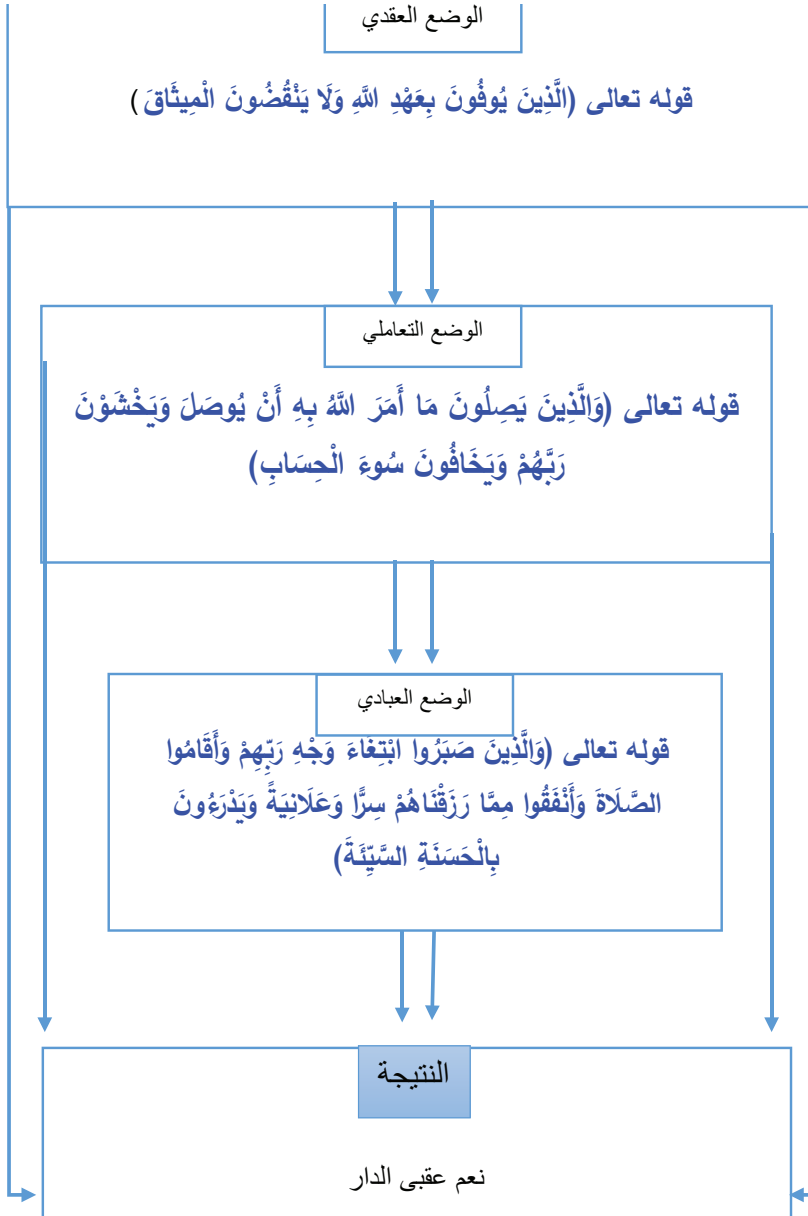 الوضع العقدي
قوله تعالى (الَّذِينَ يُوفُونَ بِعَهْدِ اللَّهِ وَلَا يَنْقُضُونَ الْمِيثَاقَ)
الوضع التعاملي
قوله تعالى (وَالَّذِينَ يَصِلُونَ مَا أَمَرَ اللَّهُ بِهِ أَنْ يُوصَلَ وَيَخْشَوْنَ
رَبَّهُمْ وَيَخَافُونَ سُوءَ الْحِسَابِ)
الوضع العبادي
قوله تعالى (وَالَّذِينَ صَبَرُوا ابْتِغَاءَ وَجْهِ رَبِّهِمْ وَأَقَامُوا
الصَّلَاةَ وَأَنْفَقُوا مِمَّا رَزَقْنَاهُمْ سِرًّا وَعَلَانِيَةً وَيَدْرَءُونَ
بِالْحَسَنَةِ السَّيِّئَةَ)
النتيجة
نعم عقبى الدار